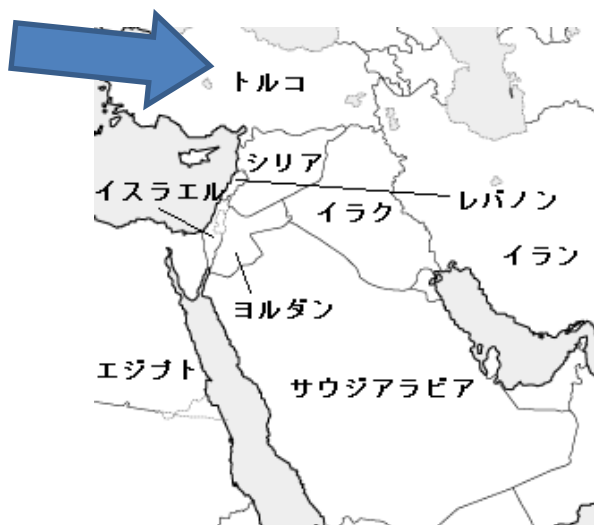 トルコ
シリア
イスラエル
レバノン
イラク
イラン
ヨルダン
エジプト
サウジアラビア